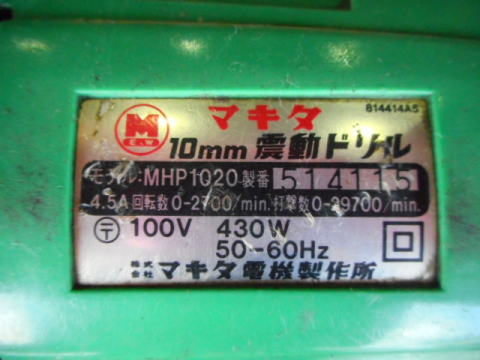 814414A5
M
E.W
マキタ
10mm 震動ドリル
モデル:MHP1020 製番 514115
4.5A 回転数0-2700/min. 打撃数0-29700/min.
〒 100V 430W
50-60Hz
株式会社 マキタ電機製作所